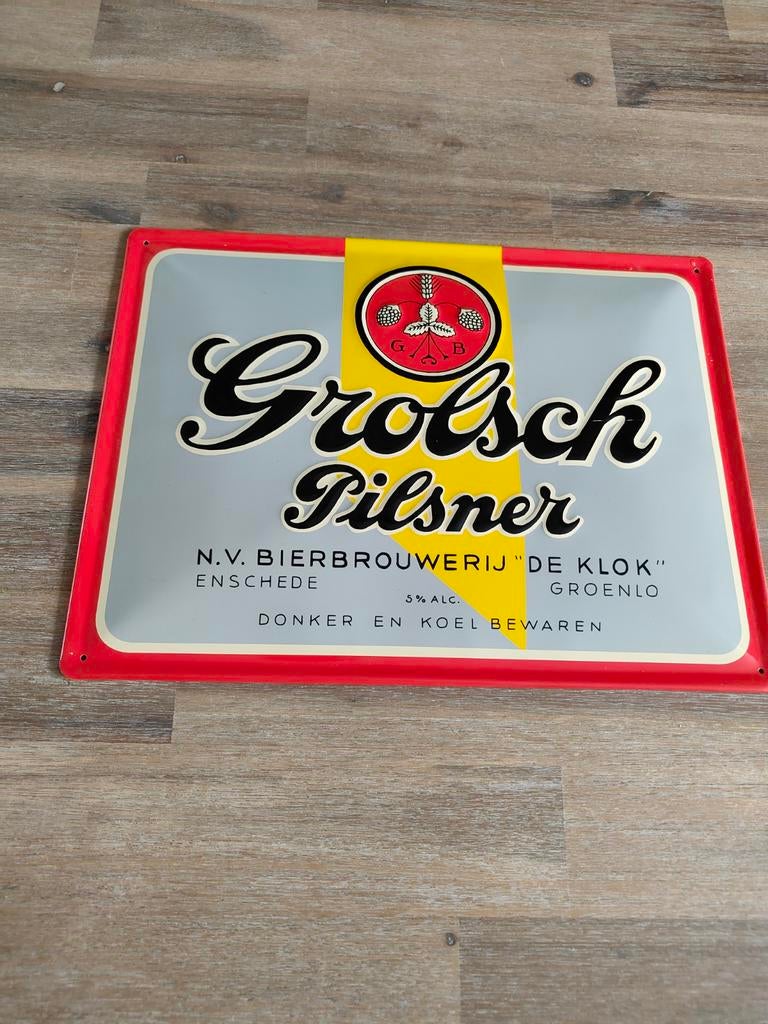 G B
Grolsch
Pilsner
N.V. BIERBROUWERIJ "DE KLOK"
ENSCHEDE GROENLO
5% ALC.
DONKER EN KOEL BEWAREN